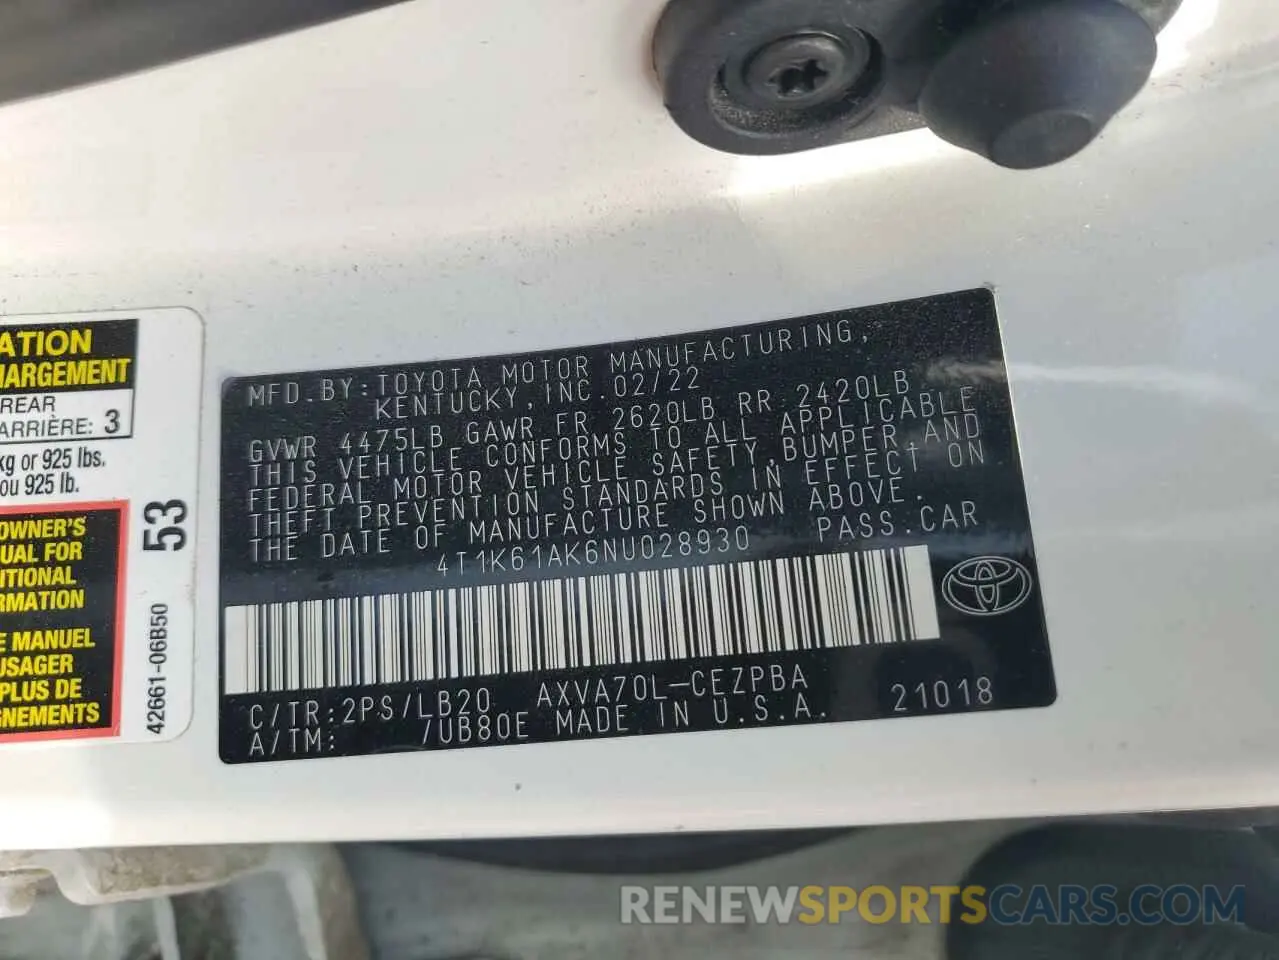 ATION
HARGEMENT
REAR
ARRIÈRE: 3
kg or 925 lbs.
ou 925 lb.
OWNER'S
UAL FOR
ITIONAL
RMATION
E MANUEL
USAGER
PLUS DE
GNEMENTS
53
42661-06B50
MFD.BY:TOYOTA MOTOR MANUFACTURING,
KENTUCKY,INC.02/22
GVWR 4475LB GAWR FR 2620LB RR 2420LB
THIS VEHICLE CONFORMS TO ALL APPLICABLE
FEDERAL MOTOR VEHICLE SAFETY,BUMPER,AND
THEFT PREVENTION STANDARDS IN EFFECT ON
THE DATE OF MANUFACTURE SHOWN ABOVE.
4T1K61AK6NU028930 PASS.CAR
C/TR:2PS/LB20 AXVA70L-CEZPBA
A/TM: /UB80E MADE IN U.S.A. 21018
RENEWSPORTSCARS.COM